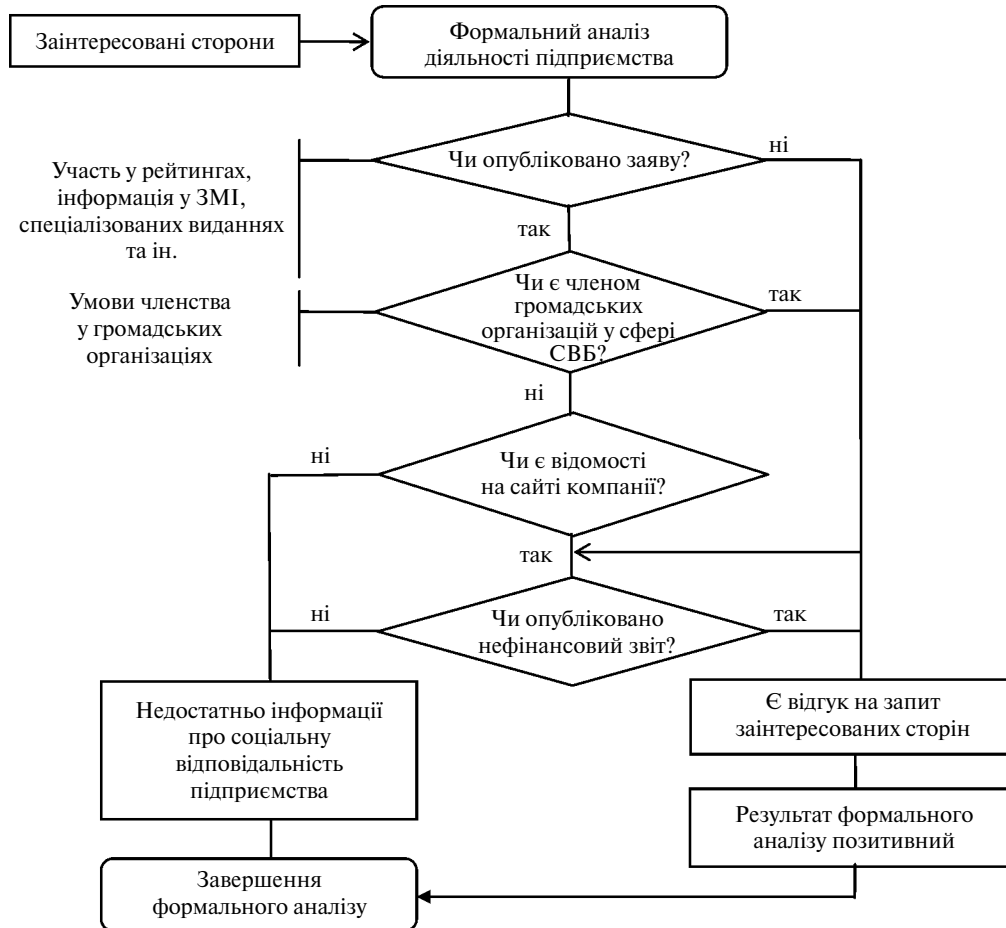 Заінтересовані сторони
Формальний аналіз
діяльності підприємства
Чи опубліковано заяву?
ні
Участь у рейтингах,
інформація у ЗМІ,
спеціалізованих виданнях
та ін.
так
Чи є членом
громадських
організацій у сфері
СВБ?
так
Умови членства
у громадських
організаціях
ні
ні
Чи є відомості
на сайті компанії?
так
ні
Чи опубліковано
нефінансовий звіт?
так
Недостатньо інформації
про соціальну
відповідальність
підприємства
Є відгук на запит
заінтересованих сторін
Результат формального
аналізу позитивний
Завершення
формального аналізу